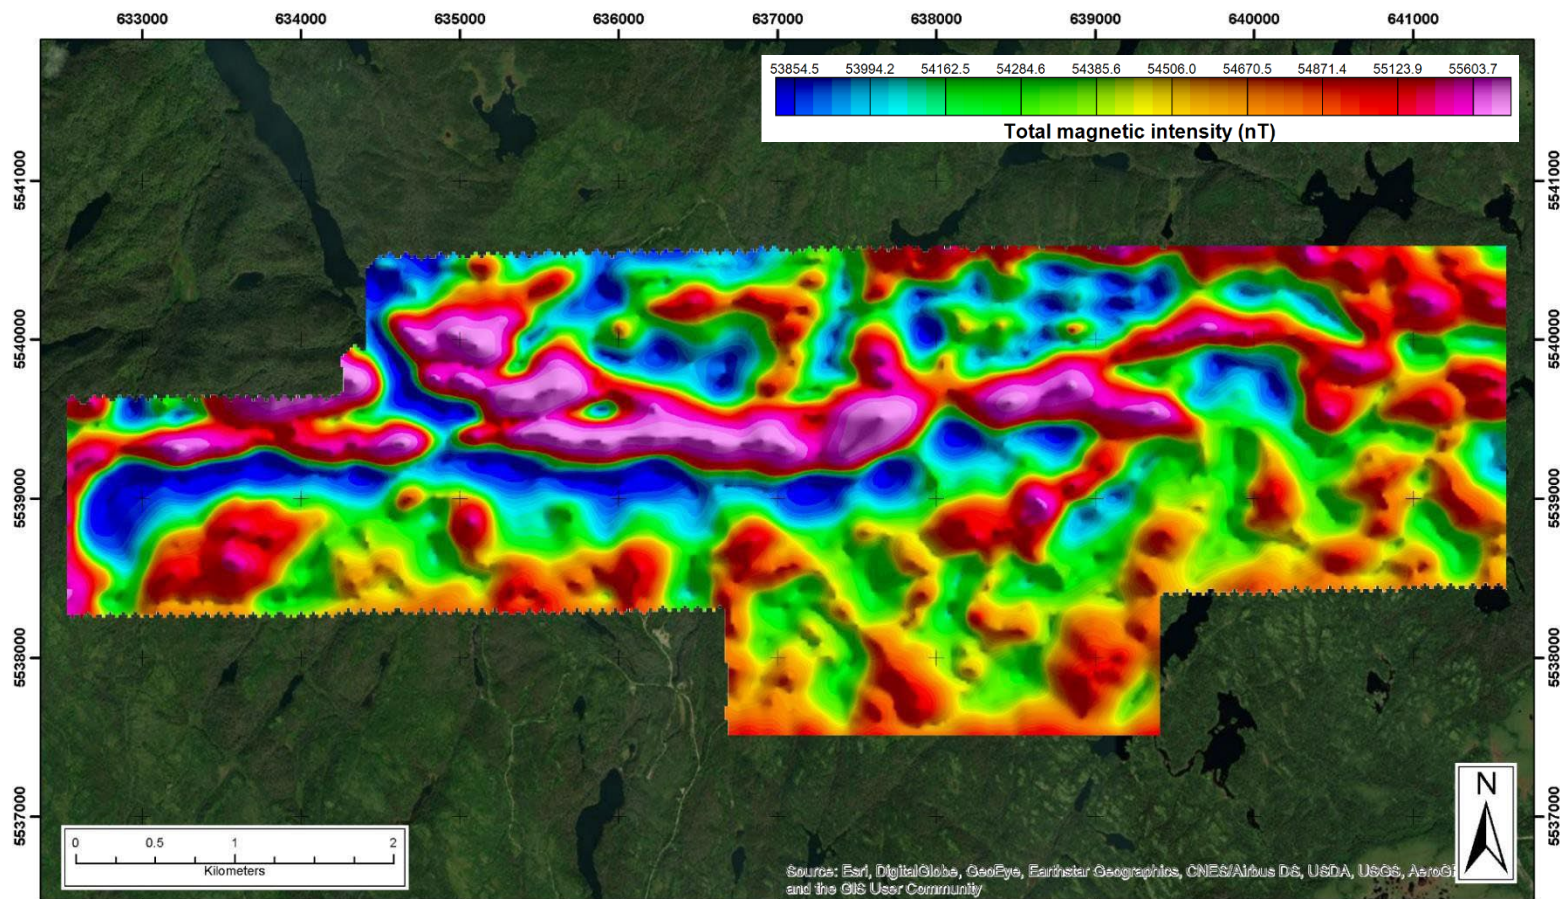 633000 634000 635000 636000 637000 638000 639000 640000 641000
53854.5 53994.2 54162.5 54284.6 54385.6 54506.0 54670.5 54871.4 55123.9 55603.7
Total magnetic intensity (nT)
5541000 5541000
5540000 5540000
5539000 5539000
5538000 5538000
5537000 5537000
N
0 0.5 1 2
Kilometers
Source: Esri, DigitalGlobe, GeoEye, Earthstar Geographics, CNES/Airbus DS, USDA, USGS,
and the GIS User Community